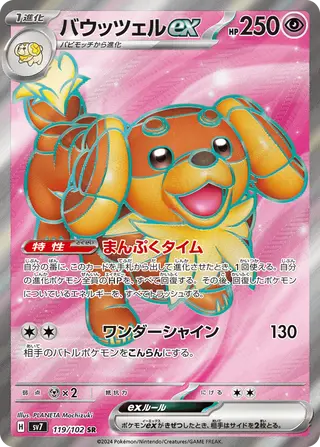 1進化
バウッツェルex HP250
パピモッチから進化
特性 まんぷくタイム
自分の番に、このカードを手札から出して進化させたとき、1回使える。自
分の進化ポケモン全員のHPを、すべて回復する。その後、回復したポケモン
についているエネルギーを、すべてトラッシュする。
ワンダーシャイン 130
相手のバトルポケモンをこんらんにする。
弱点 ×2 抵抗力 にげる
exルール
ポケモンexがきぜつしたとき、相手はサイドを2枚とる。
Illus. PLANETA Mochizuki
H sv7 119/102 SR
©2024 Pokémon/Nintendo/Creatures/GAME FREAK.